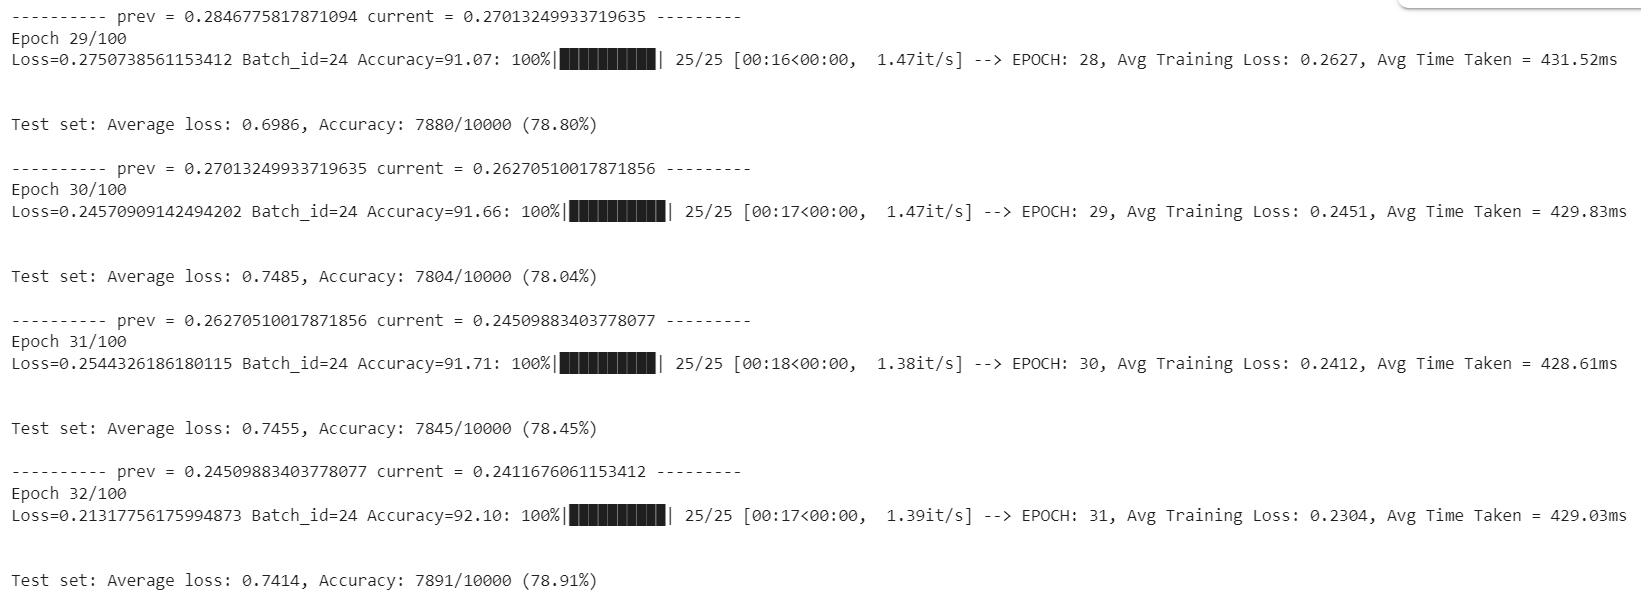 ---------- prev = 0.2846775817871094 current = 0.27013249933719635 ---------
Epoch 29/100
Loss=0.2750738561153412 Batch_id=24 Accuracy=91.07: 100%|██████████| 25/25 [00:16<00:00,  1.47it/s] --> EPOCH: 28, Avg Training Loss: 0.2627, Avg Time Taken = 431.52ms
Test set: Average loss: 0.6986, Accuracy: 7880/10000 (78.80%)
---------- prev = 0.27013249933719635 current = 0.26270510017871856 ---------
Epoch 30/100
Loss=0.24570909142494202 Batch_id=24 Accuracy=91.66: 100%|██████████| 25/25 [00:17<00:00,  1.47it/s] --> EPOCH: 29, Avg Training Loss: 0.2451, Avg Time Taken = 429.83ms
Test set: Average loss: 0.7485, Accuracy: 7804/10000 (78.04%)
---------- prev = 0.26270510017871856 current = 0.24509883403778077 ---------
Epoch 31/100
Loss=0.2544326186180115 Batch_id=24 Accuracy=91.71: 100%|██████████| 25/25 [00:18<00:00,  1.38it/s] --> EPOCH: 30, Avg Training Loss: 0.2412, Avg Time Taken = 428.61ms
Test set: Average loss: 0.7455, Accuracy: 7845/10000 (78.45%)
---------- prev = 0.24509883403778077 current = 0.2411676061153412 ---------
Epoch 32/100
Loss=0.21317756175994873 Batch_id=24 Accuracy=92.10: 100%|██████████| 25/25 [00:17<00:00,  1.39it/s] --> EPOCH: 31, Avg Training Loss: 0.2304, Avg Time Taken = 429.03ms
Test set: Average loss: 0.7414, Accuracy: 7891/10000 (78.91%)